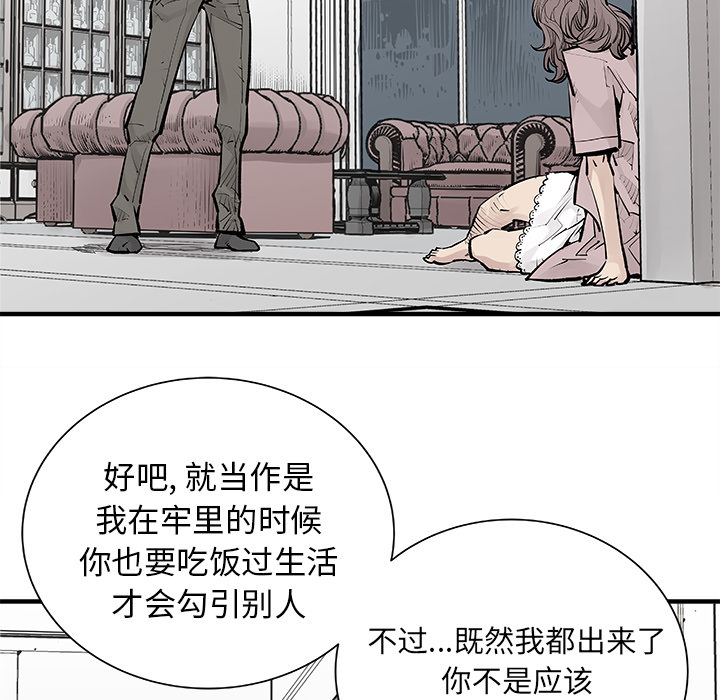 好吧, 就当作是
我在牢里的时候
你也要吃饭过生活
才会勾引别人
不过...既然我都出来了
你不是应该